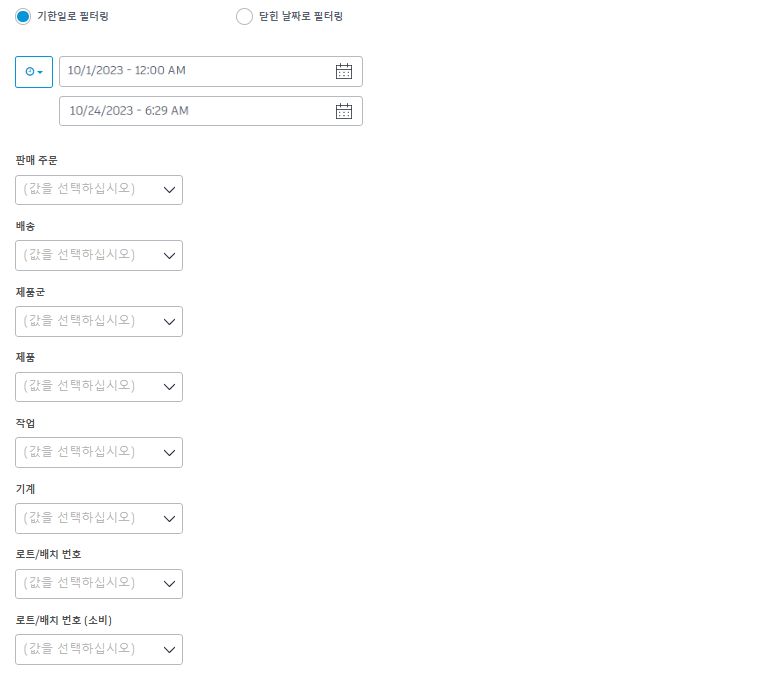 기한일로 필터링 닫힌 날짜로 필터링
10/1/2023 - 12:00 AM
10/24/2023 - 6:29 AM
판매 주문
(값을 선택하십시오)
배송
(값을 선택하십시오)
제품군
(값을 선택하십시오)
제품
(값을 선택하십시오)
작업
(값을 선택하십시오)
기계
(값을 선택하십시오)
로트/배치 번호
(값을 선택하십시오)
로트/배치 번호 (소비)
(값을 선택하십시오)